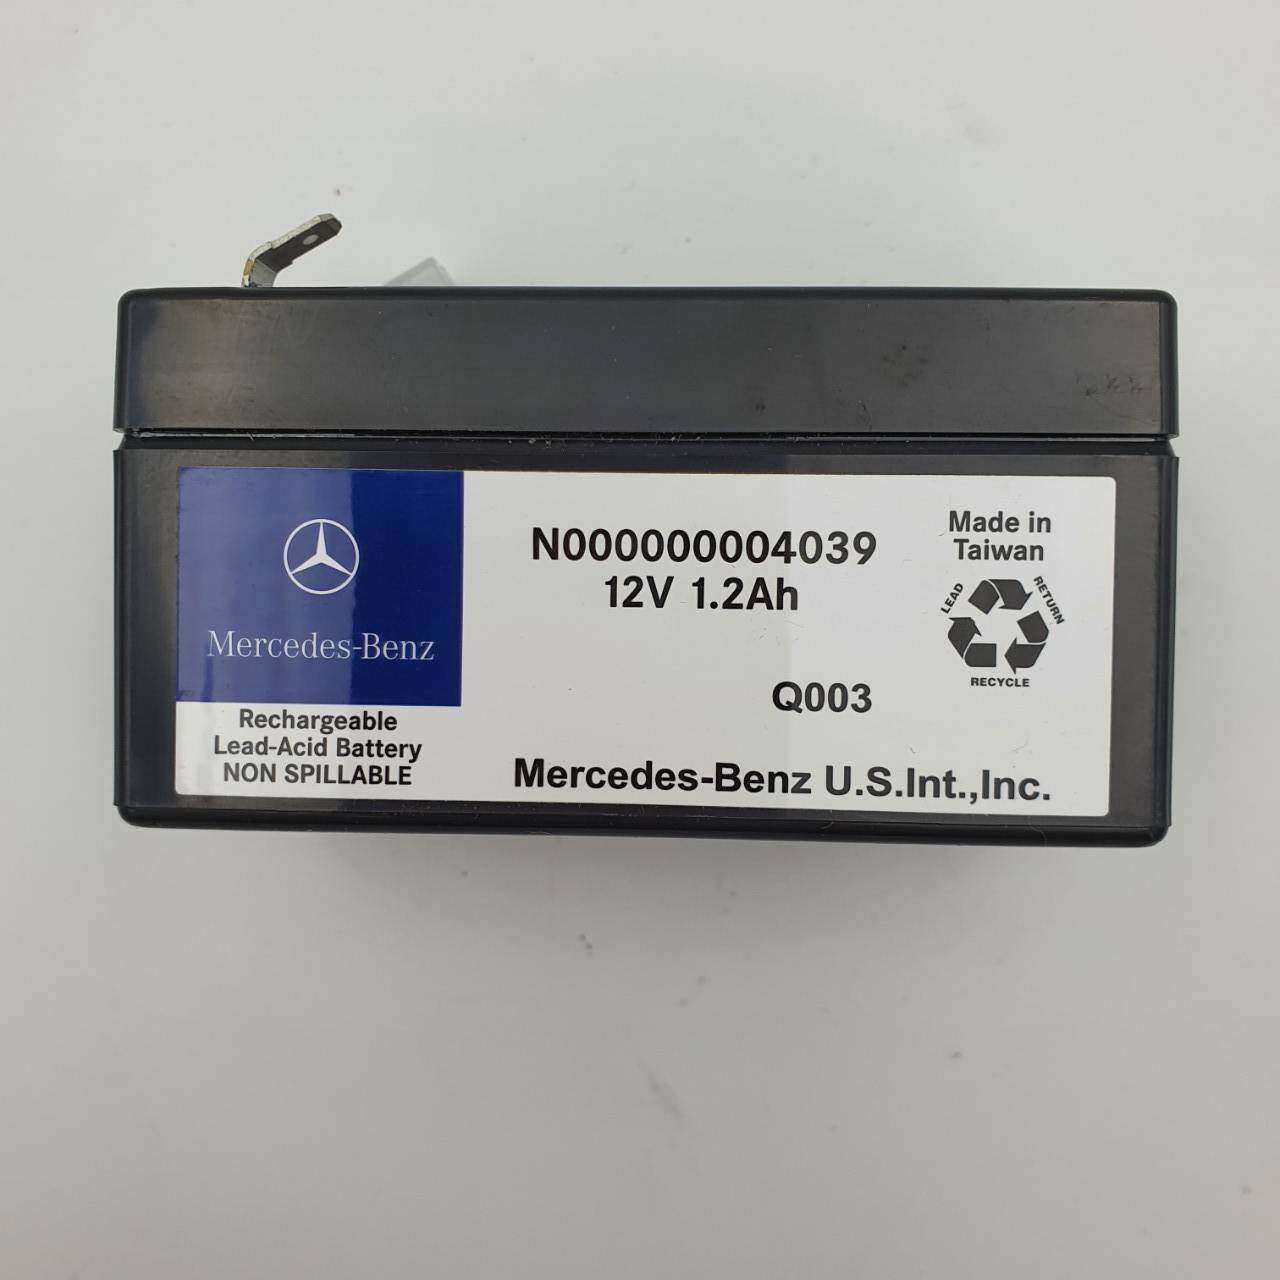 Mercedes-Benz
Rechargeable
Lead-Acid Battery
NON SPILLABLE
N000000004039
12V 1.2Ah
Q003
Mercedes-Benz U.S.Int.,Inc.
Made in
Taiwan
LEAD
RETURN
RECYCLE